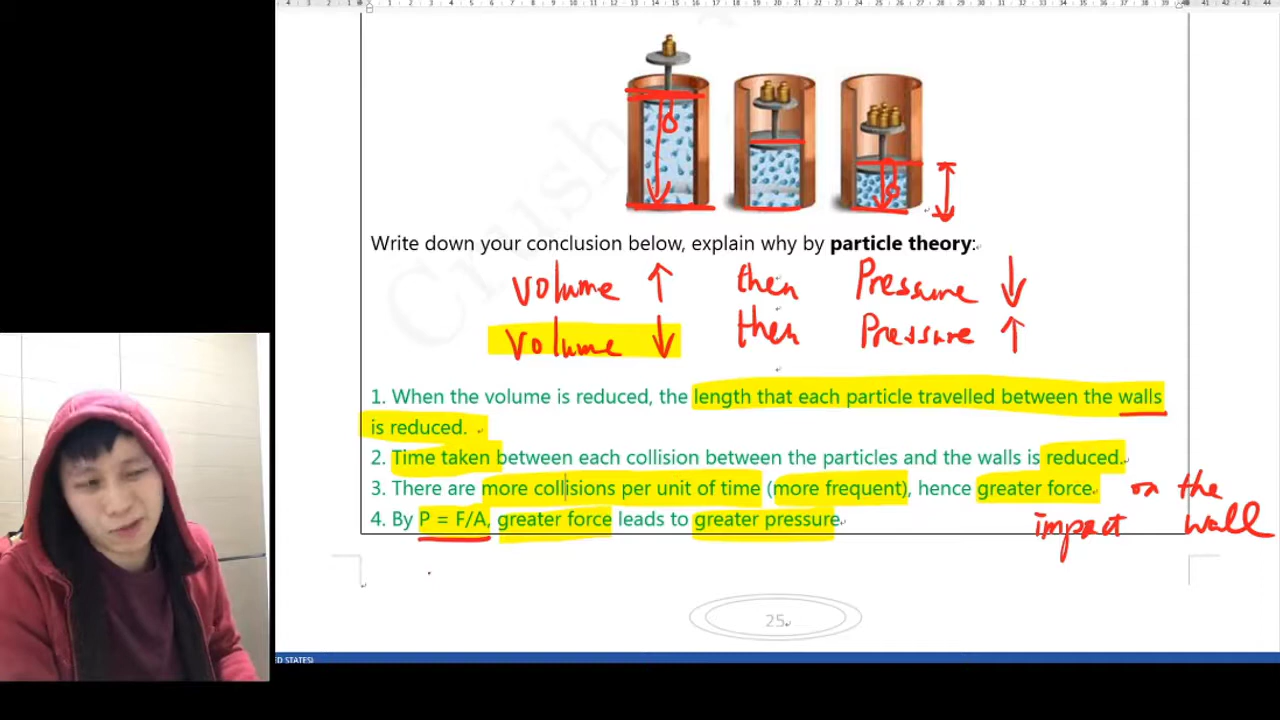 Crush
Write down your conclusion below, explain why by particle theory:
volume ↑ then Pressure ↓
volume ↓ then Pressure ↑
1. When the volume is reduced, the length that each particle travelled between the walls
is reduced.
2. Time taken between each collision between the particles and the walls is reduced.
3. There are more collisions per unit of time (more frequent), hence greater force. on the
4. By P = F/A, greater force leads to greater pressure. impact wall
25
ED STATES)